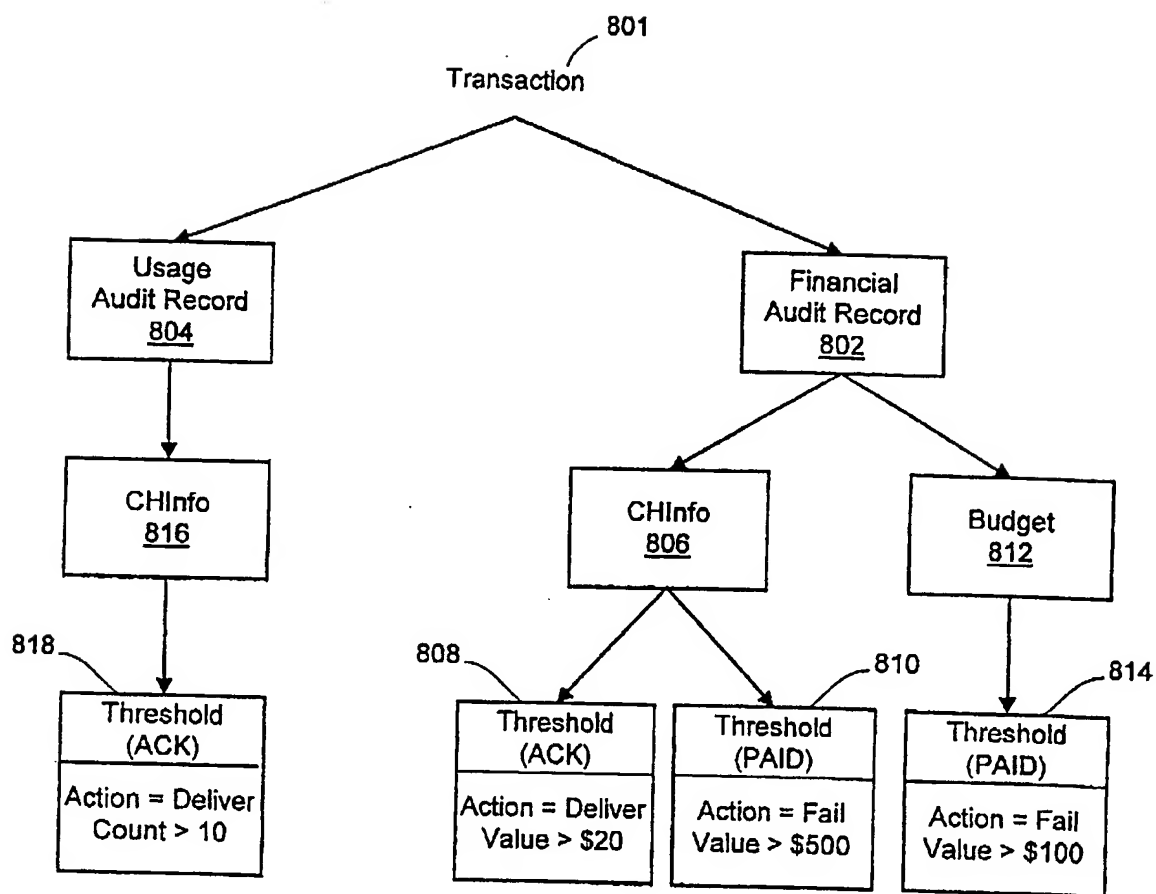 801
Transaction
Usage
Audit Record
804
Financial
Audit Record
802
CHInfo
816
CHInfo
806
Budget
812
818
Threshold
(ACK)
Action = Deliver
Count > 10
808
Threshold
(ACK)
Action = Deliver
Value > $20
810
Threshold
(PAID)
Action = Fail
Value > $500
814
Threshold
(PAID)
Action = Fail
Value > $100